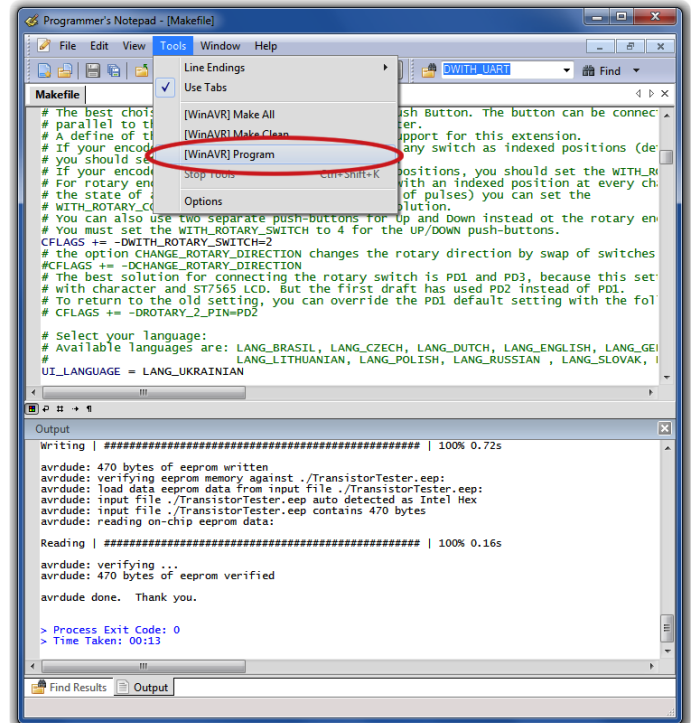 Programmer's Notepad - [Makefile]
File Edit View Tools Window Help
DWITH_UART Find
Line Endings
Use Tabs
[WinAVR] Make All
[WinAVR] Make Clean
[WinAVR] Program
Stop Tools Ctrl+Shift+K
Options
Makefile
# The best choi ush Button. The button can be connec
# parallel to th er.
# A define of th pport for this extension.
# If your encode any switch as indexed positions (de
# you should se
# If your encode positions, you should set the WITH_R
# For rotary en with an indexed position at every ch
# the state of a of pulses) you can set the
# WITH_ROTARY_C olution.
# You can also use two separate push-buttons for Up and Down instead ot the rotary en
# You must set the WITH_ROTARY_SWITCH to 4 for the UP/DOWN push-buttons.
CFLAGS += -DWITH_ROTARY_SWITCH=2
# the option CHANGE_ROTARY_DIRECTION changes the rotary direction by swap of switches
#CFLAGS += -DCHANGE_ROTARY_DIRECTION
# The best solution for connecting the rotary switch is PD1 and PD3, because this set
# with character and ST7565 LCD. But the first draft has used PD2 instead of PD1.
# To return to the old setting, you can override the PD1 default setting with the fol
# CFLAGS += -DROTARY_2_PIN=PD2
# Select your language:
# Available languages are: LANG_BRASIL, LANG_CZECH, LANG_DUTCH, LANG_ENGLISH, LANG_GE
# LANG_LITHUANIAN, LANG_POLISH, LANG_RUSSIAN , LANG_SLOVAK,
UI_LANGUAGE = LANG_UKRAINIAN
Output
Writing | ################################################## | 100% 0.72s
avrdude: 470 bytes of eeprom written
avrdude: verifying eeprom memory against ./TransistorTester.eep:
avrdude: load data eeprom data from input file ./TransistorTester.eep:
avrdude: input file ./TransistorTester.eep auto detected as Intel Hex
avrdude: input file ./TransistorTester.eep contains 470 bytes
avrdude: reading on-chip eeprom data:
Reading | ################################################## | 100% 0.16s
avrdude: verifying ...
avrdude: 470 bytes of eeprom verified
avrdude done.  Thank you.
> Process Exit Code: 0
> Time Taken: 00:13
Find Results Output